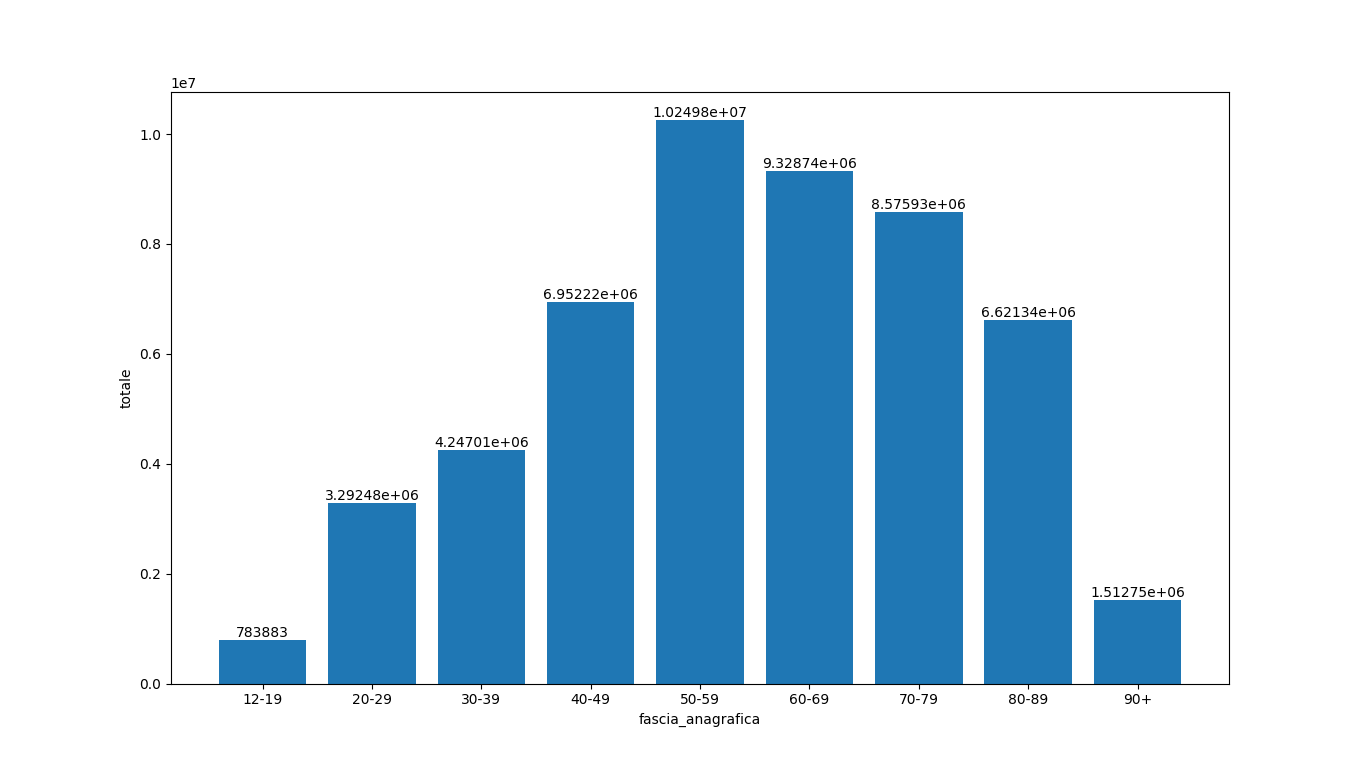 1e7
1.0
0.8
0.6
0.4
0.2
0.0
totale
783883
3.29248e+06
4.24701e+06
6.95222e+06
1.02498e+07
9.32874e+06
8.57593e+06
6.62134e+06
1.51275e+06
12-19 20-29 30-39 40-49 50-59 60-69 70-79 80-89 90+
fascia_anagrafica